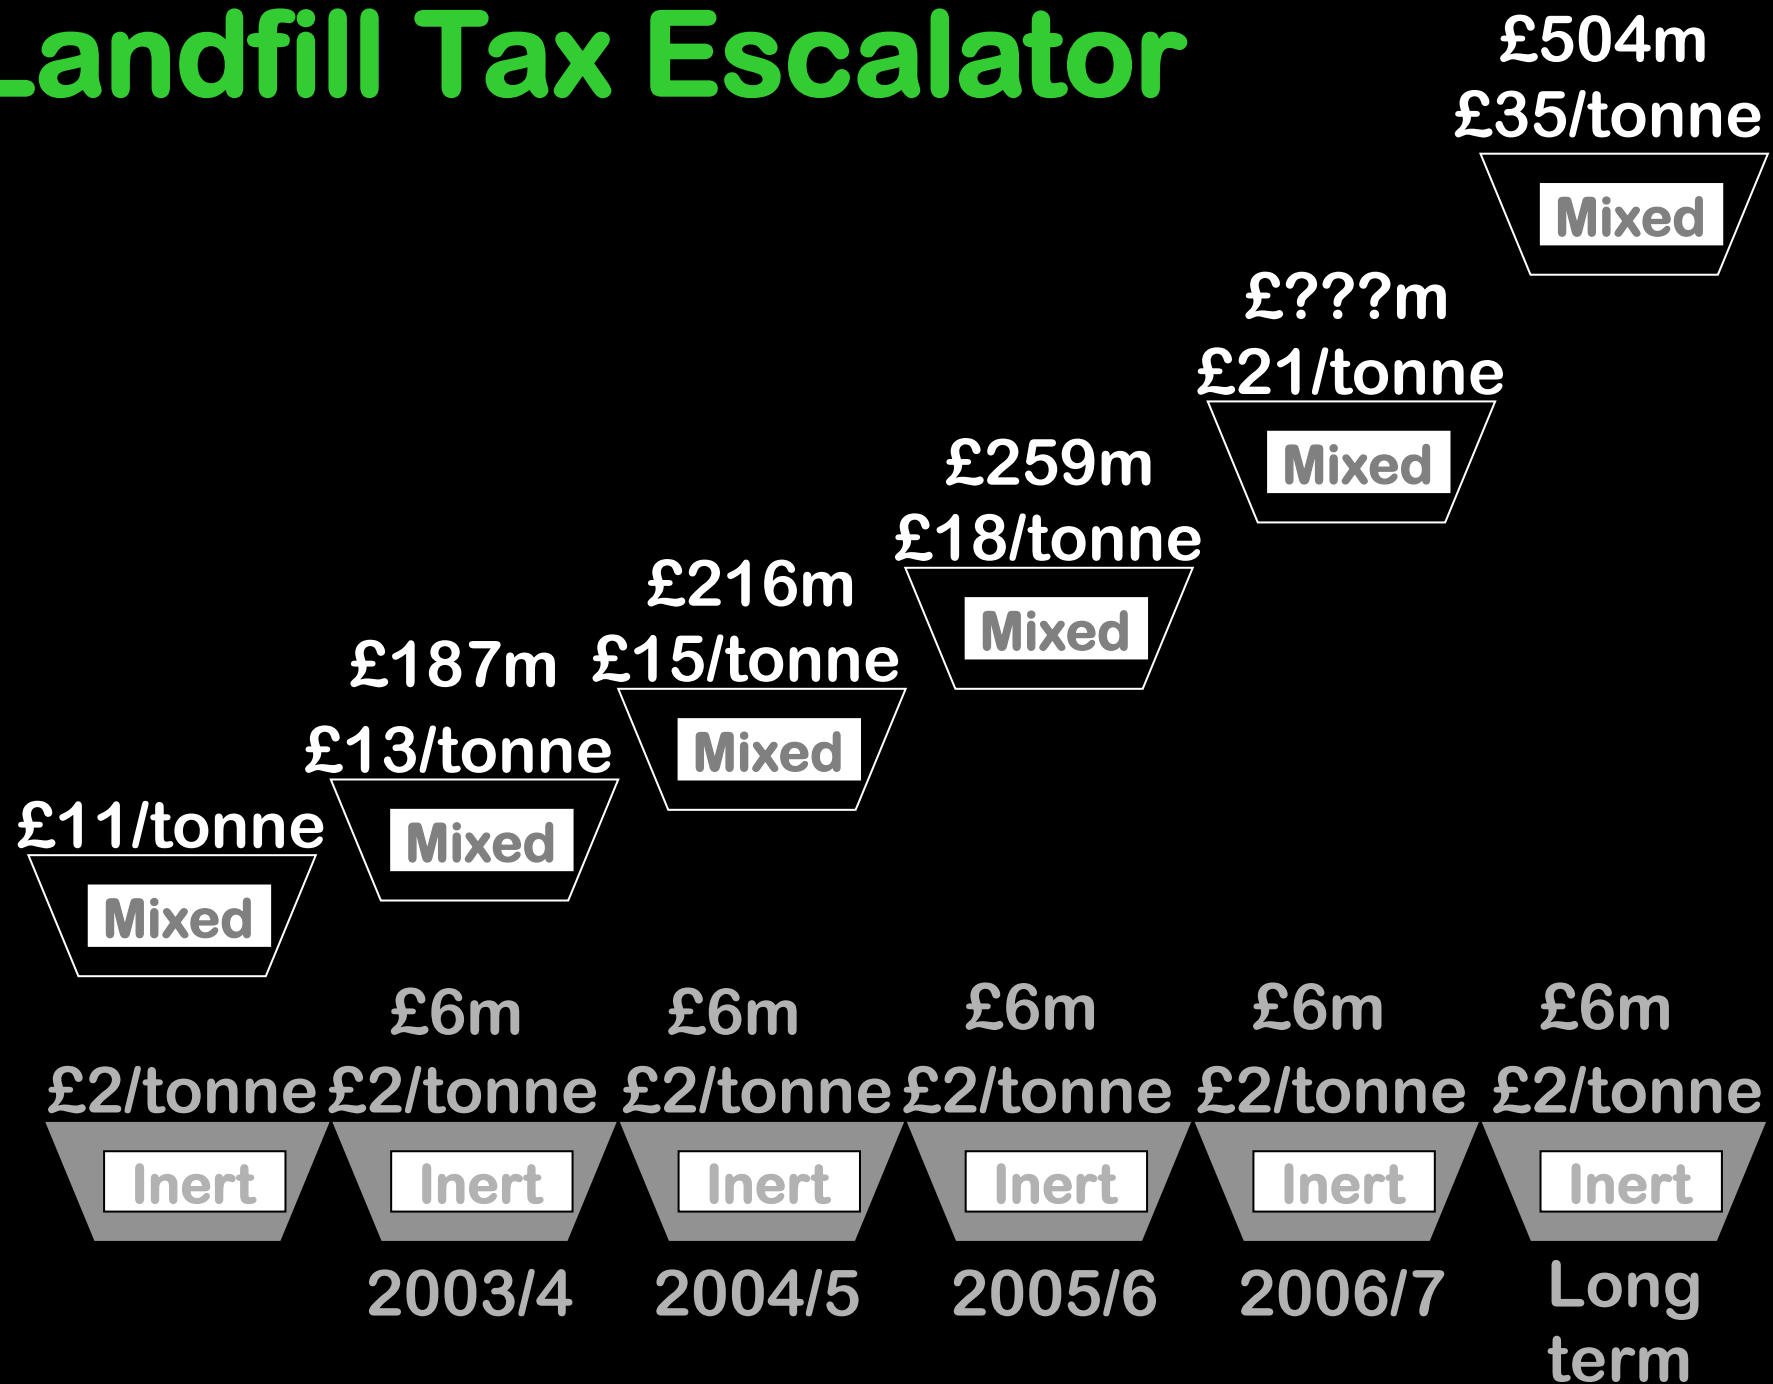 Landfill Tax Escalator
£504m
£35/tonne
Mixed
£???m
£21/tonne
Mixed
£259m
£18/tonne
Mixed
£216m
£15/tonne
Mixed
£187m
£13/tonne
Mixed
£11/tonne
Mixed
£6m £6m £6m £6m £6m
£2/tonne £2/tonne £2/tonne £2/tonne £2/tonne £2/tonne
Inert Inert Inert Inert Inert Inert
2003/4 2004/5 2005/6 2006/7 Long
term